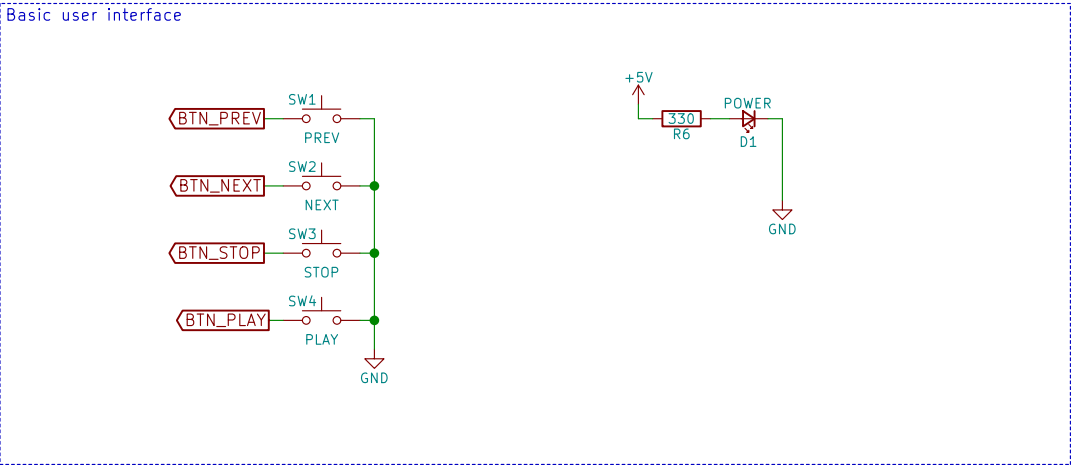 Basic user interface
SW1
BTN_PREV
PREV
SW2
BTN_NEXT
NEXT
SW3
BTN_STOP
STOP
SW4
BTN_PLAY
PLAY
GND
+5V
330
R6
POWER
D1
GND